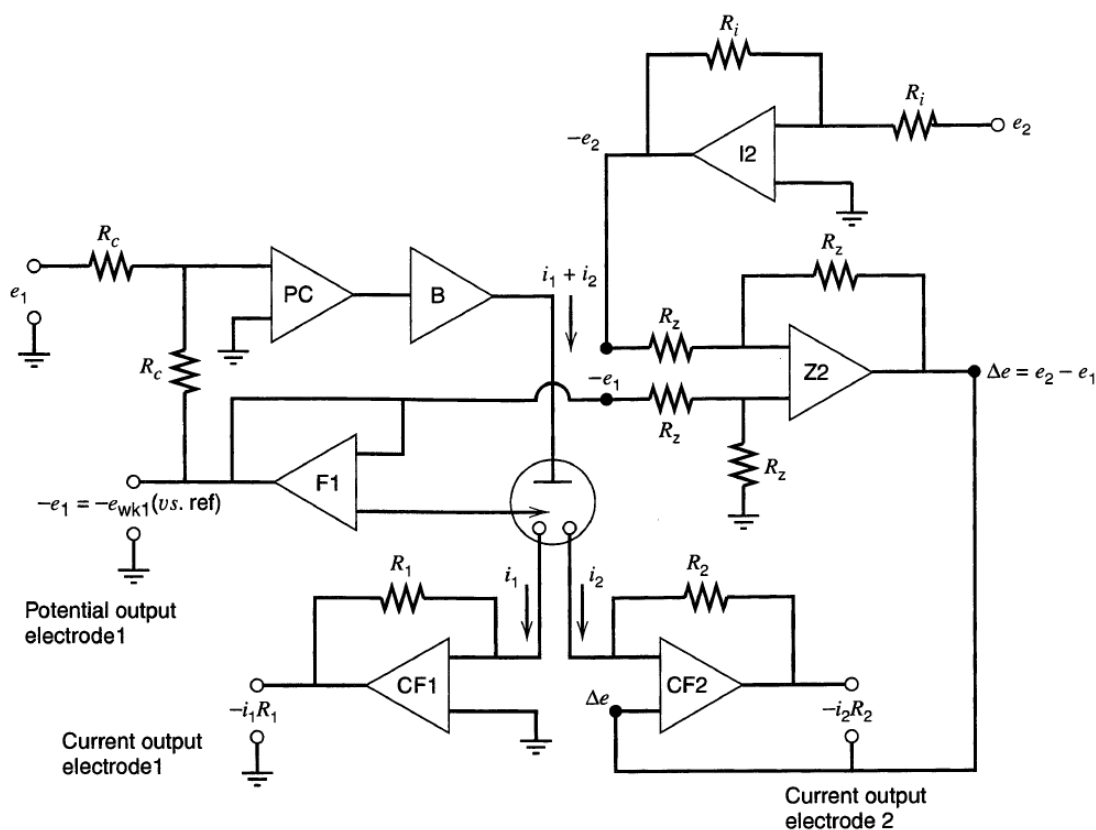 Rᵢ
Rᵢ
e₂
−e₂
I2
R_c
e₁
PC
B
i₁ + i₂
R_z
R_z
Z2
Δe = e₂ − e₁
R_c
−e₁
R_z
R_z
F1
−e₁ = −e_wk1(vs. ref)
Potential output
electrode1
R₁
i₁
i₂
R₂
CF1
CF2
−i₁R₁
Δe
−i₂R₂
Current output
electrode1
Current output
electrode 2